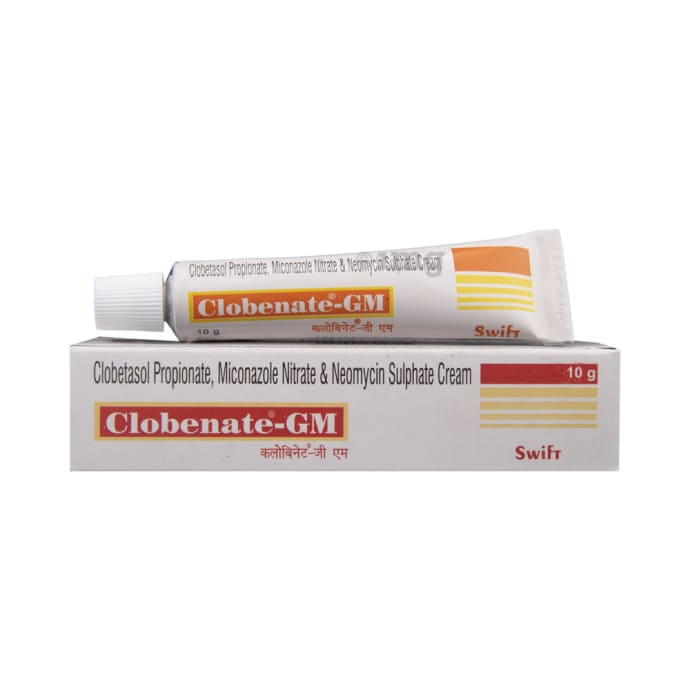 Clobetasol Propionate, Miconazole Nitrate & Neomycin Sulphate Cream
Clobenate®-GM
10 g
क्लोबिनेट®-जी एम
Swift
Clobetasol Propionate, Miconazole Nitrate & Neomycin Sulphate Cream
10 g
Clobenate®-GM
क्लोबिनेट®-जी एम
Swift